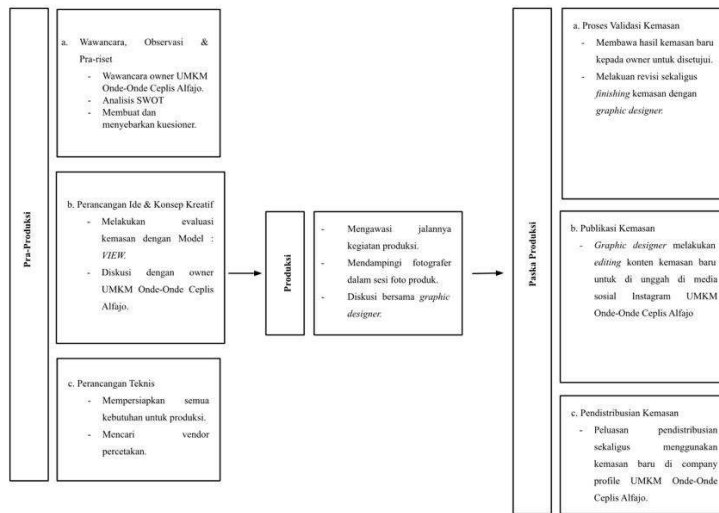 Pra-Produksi
a. Wawancara, Observasi &
Pra-riset
- Wawancara owner UMKM
Onde-Onde Ceplis Alfajo.
- Analisis SWOT
- Membuat dan
menyebarkan kuesioner.
b. Perancangan Ide & Konsep Kreatif
- Melakukan evaluasi
kemasan dengan Model :
VIEW.
- Diskusi dengan owner
UMKM Onde-Onde Ceplis
Alfajo.
c. Perancangan Teknis
- Mempersiapkan semua
kebutuhan untuk produksi.
- Mencari vendor
percetakan.
Produksi
- Mengawasi jalannya
kegiatan produksi.
- Mendampingi fotografer
dalam sesi foto produk.
- Diskusi bersama graphic
designer.
Paska Produksi
a. Proses Validasi Kemasan
- Membawa hasil kemasan baru
kepada owner untuk disetujui.
- Melakuan revisi sekaligus
finishing kemasan dengan
graphic designer.
b. Publikasi Kemasan
- Graphic designer melakukan
editing konten kemasan baru
untuk di unggah di media
sosial Instagram UMKM
Onde-Onde Ceplis Alfajo
c. Pendistribusian Kemasan
- Peluasan pendistribusian
sekaligus menggunakan
kemasan baru di company
profile UMKM Onde-Onde
Ceplis Alfajo.